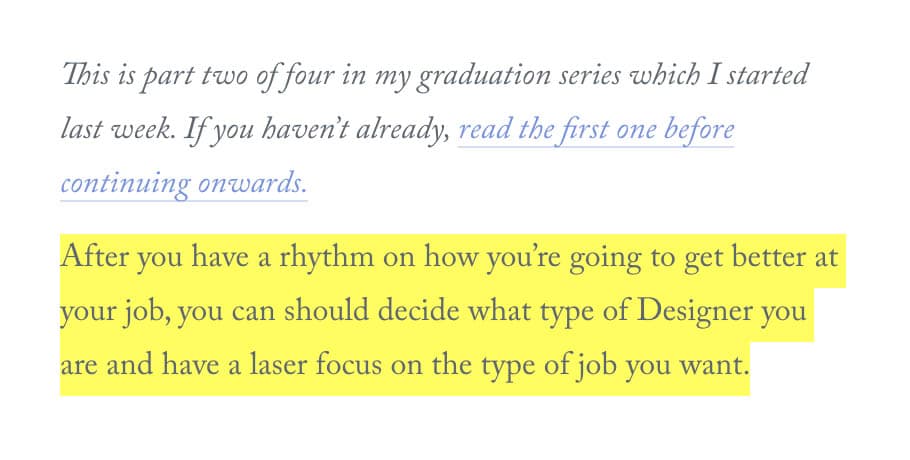 This is part two of four in my graduation series which I started
last week. If you haven’t already, read the first one before
continuing onwards.
After you have a rhythm on how you’re going to get better at
your job, you can should decide what type of Designer you
are and have a laser focus on the type of job you want.